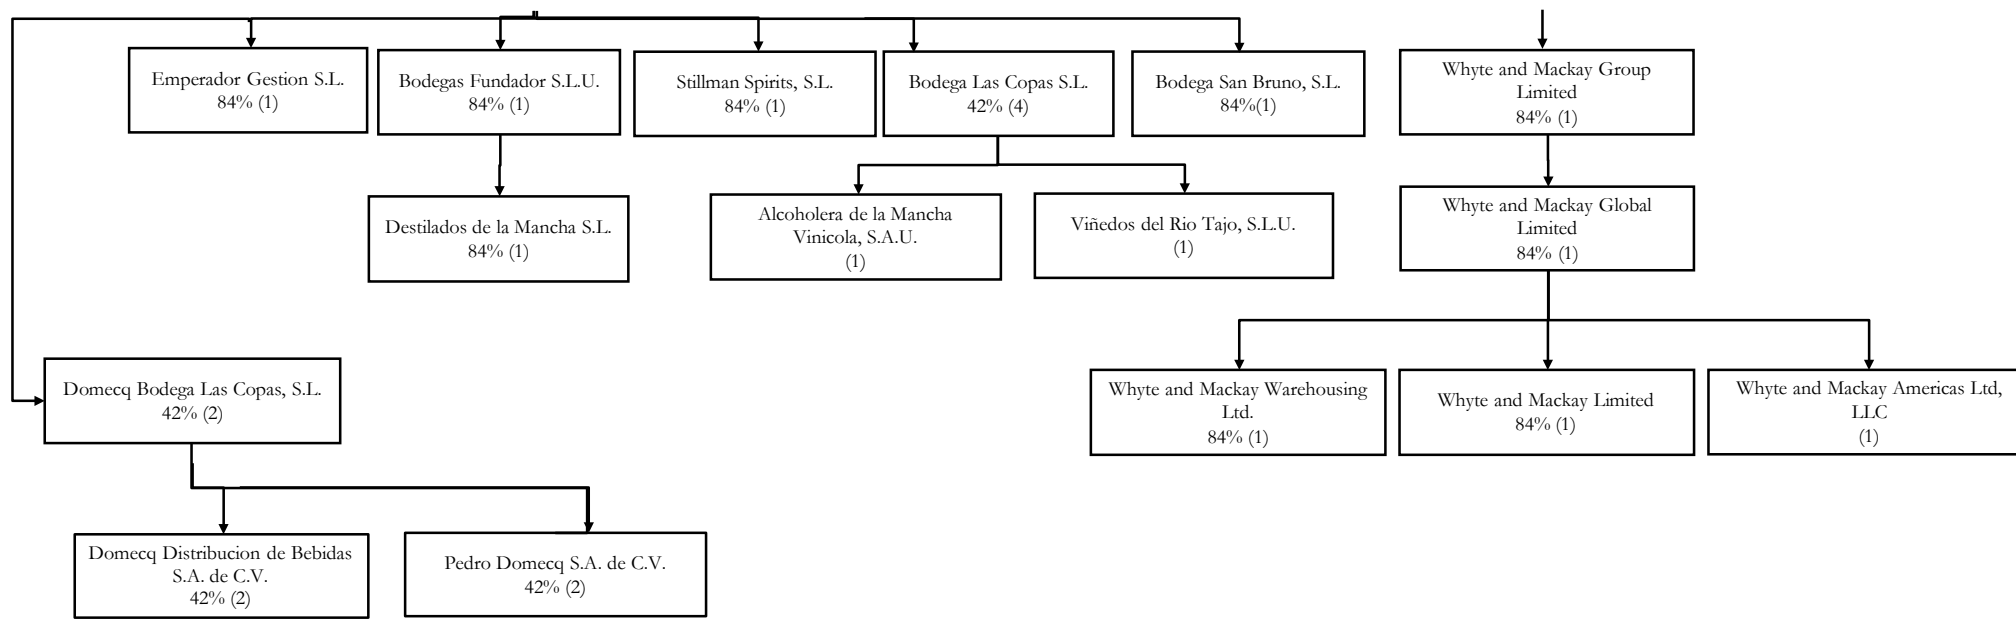 Emperador Gestion S.L.
84% (1)
Bodegas Fundador S.L.U.
84% (1)
Stillman Spirits, S.L.
84% (1)
Bodega Las Copas S.L.
42% (4)
Bodega San Bruno, S.L.
84%(1)
Whyte and Mackay Group
Limited
84% (1)
Destilados de la Mancha S.L.
84% (1)
Alcoholera de la Mancha
Vinicola, S.A.U.
(1)
Viñedos del Rio Tajo, S.L.U.
(1)
Whyte and Mackay Global
Limited
84% (1)
Domecq Bodega Las Copas, S.L.
42% (2)
Whyte and Mackay Warehousing
Ltd.
84% (1)
Whyte and Mackay Limited
84% (1)
Whyte and Mackay Americas Ltd,
LLC
(1)
Domecq Distribucion de Bebidas
S.A. de C.V.
42% (2)
Pedro Domecq S.A. de C.V.
42% (2)